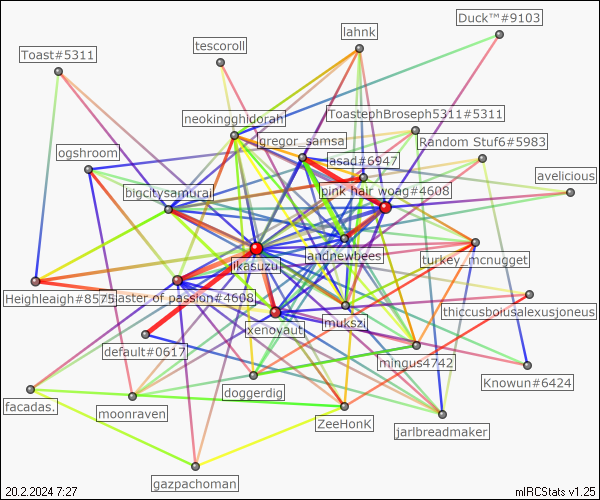 Duck™#9103
lahnk
tescoroll
Toast#5311
ToastephBroseph5311#5311
neokingghidorah
gregor_samsa
Random Stuf6#5983
ogshroom
asad#6947
avelicious
bigcitysamurai
pink hair woag#4608
andnewbees
turkey_mcnugget
ikasuzu
Heighleaigh#8575
master of passion#4608
thiccusboiusalexusjoneus
xenoyaut
mukszi
default#0617
mingus4742
Knowun#6424
doggerdig
facadas.
moonraven
ZeeHonK
jarlbreadmaker
gazpachoman
20.2.2024 7:27
mIRCStats v1.25